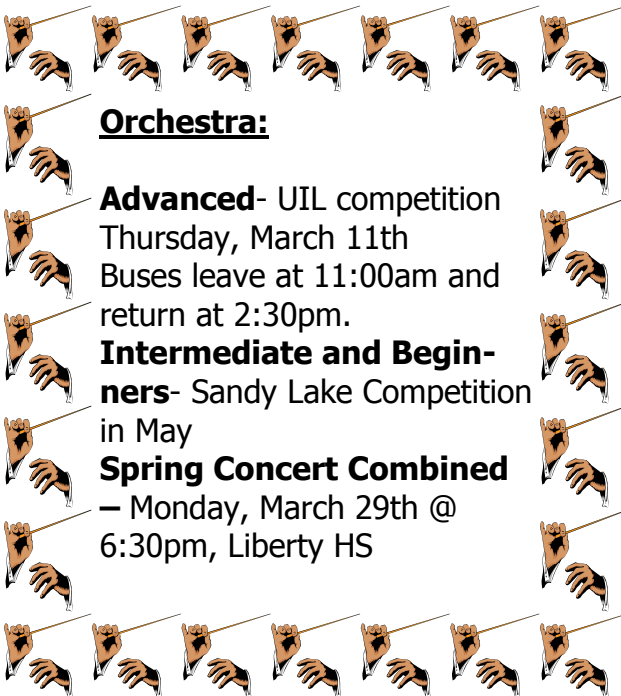 Orchestra:
Advanced- UIL competition
Thursday, March 11th
Buses leave at 11:00am and
return at 2:30pm.
Intermediate and Begin-
ners- Sandy Lake Competition
in May
Spring Concert Combined
– Monday, March 29th @
6:30pm, Liberty HS